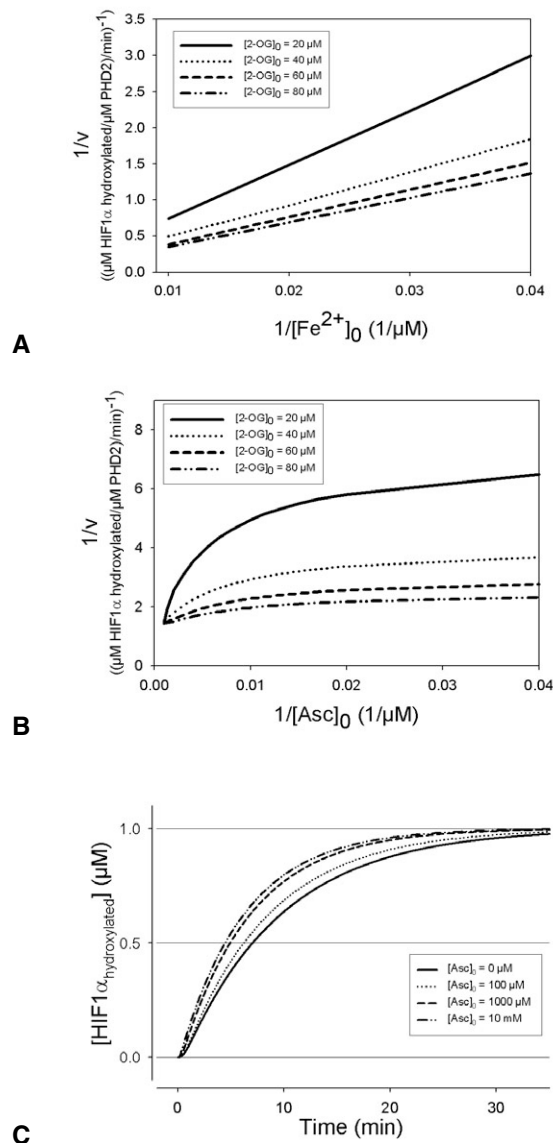 3.5
3.0
2.5
2.0
1.5
1.0
0.5
0.0
1/v
((µM HIF1α hydroxylated/µM PHD2)/min)⁻¹)
[2-OG]₀ = 20 µM
[2-OG]₀ = 40 µM
[2-OG]₀ = 60 µM
[2-OG]₀ = 80 µM
0.01 0.02 0.03 0.04
1/[Fe²⁺]₀ (1/µM)
A
8
6
4
2
0
1/v
((µM HIF1α hydroxylated/µM PHD2)/min)⁻¹)
[2-OG]₀ = 20 µM
[2-OG]₀ = 40 µM
[2-OG]₀ = 60 µM
[2-OG]₀ = 80 µM
0.00 0.01 0.02 0.03 0.04
1/[Asc]₀ (1/µM)
B
1.0
0.5
0.0
[HIF1α hydroxylated] (µM)
[Asc]₀ = 0 µM
[Asc]₀ = 100 µM
[Asc]₀ = 1000 µM
[Asc]₀ = 10 mM
0 10 20 30
Time (min)
C